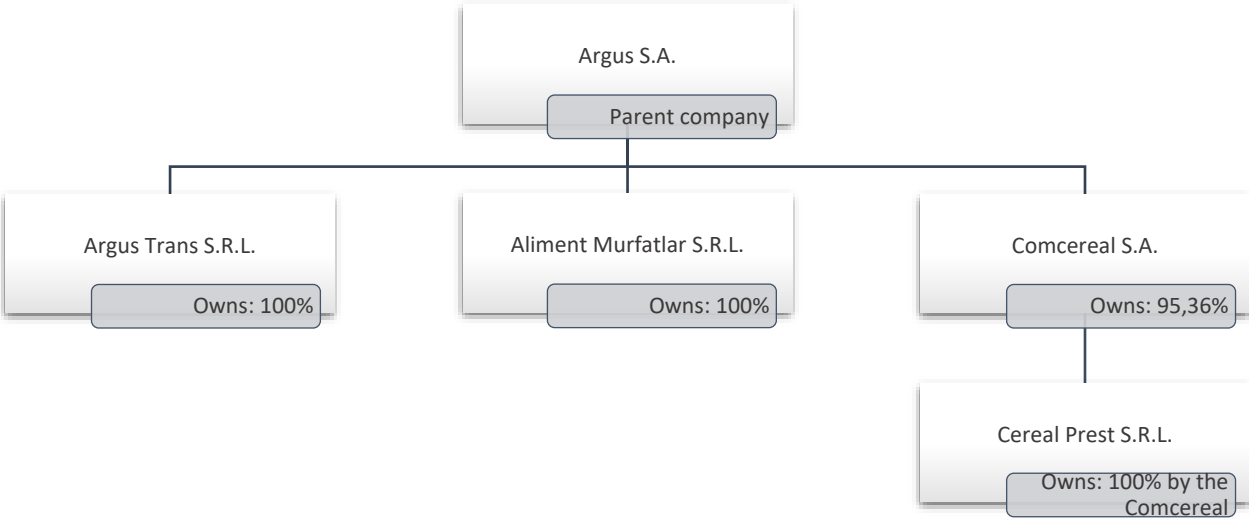 Argus S.A.
Parent company
Argus Trans S.R.L.
Owns: 100%
Aliment Murfatlar S.R.L.
Owns: 100%
Comcereal S.A.
Owns: 95,36%
Cereal Prest S.R.L.
Owns: 100% by the
Comcereal